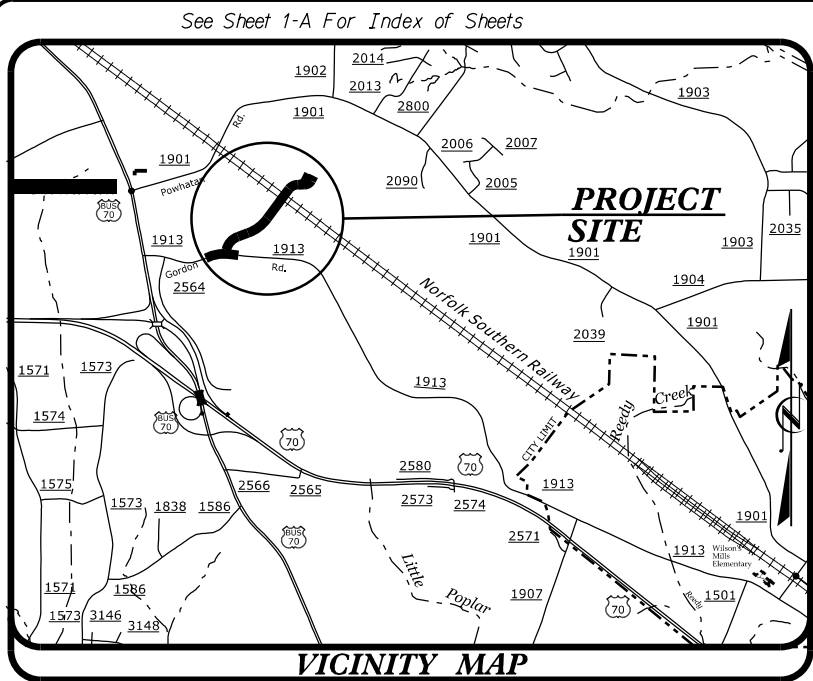 See Sheet 1-A For Index of Sheets
2014
1902
2013
1903
2800
1901
Rd.
2006
2007
1901
2090
2005
Powhatan
PROJECT
SITE
BUS
70
2035
1913
1901
1903
1913
1901
Gordon
Rd.
2564
1904
Norfolk Southern Railway
1901
2039
1571
1573
1913
Creek
Reedy
1574
BUS
70
CITY LIMIT
70
2580
70
1575
2566
2565
1913
2573
2574
1573
1838
1586
1901
BUS
70
2571
1913
Wilson's
Mills
Elementary
Little
1571
1586
Poplar
1907
Reedy
1501
1573
3146
70
3148
VICINITY MAP
N